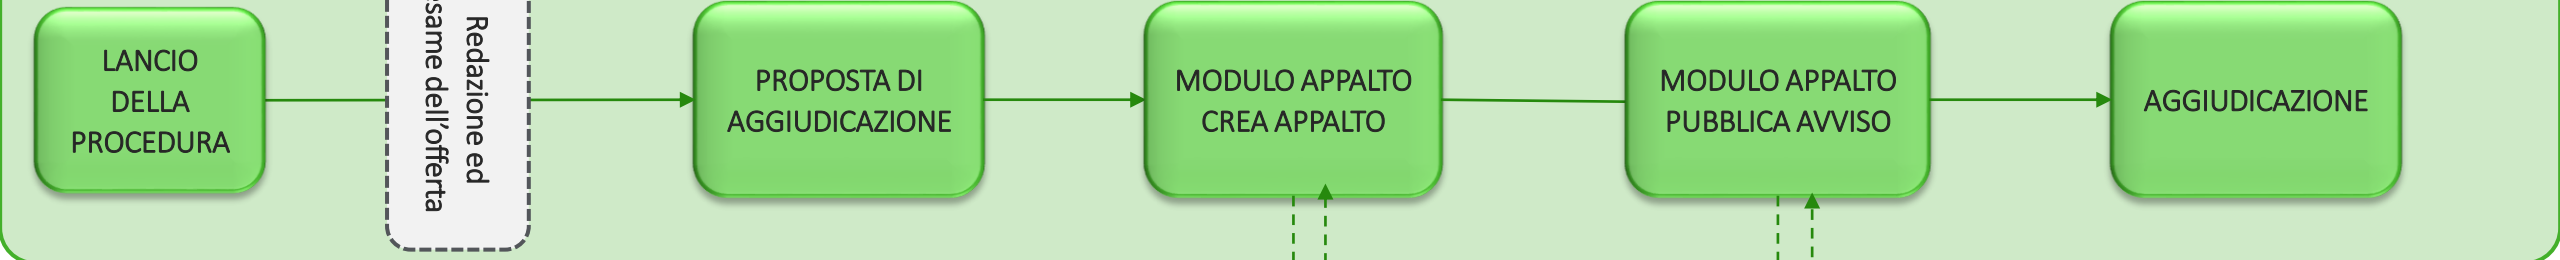 LANCIO
DELLA
PROCEDURA
Redazione ed
esame dell'offerta
PROPOSTA DI
AGGIUDICAZIONE
MODULO APPALTO
CREA APPALTO
MODULO APPALTO
PUBBLICA AVVISO
AGGIUDICAZIONE